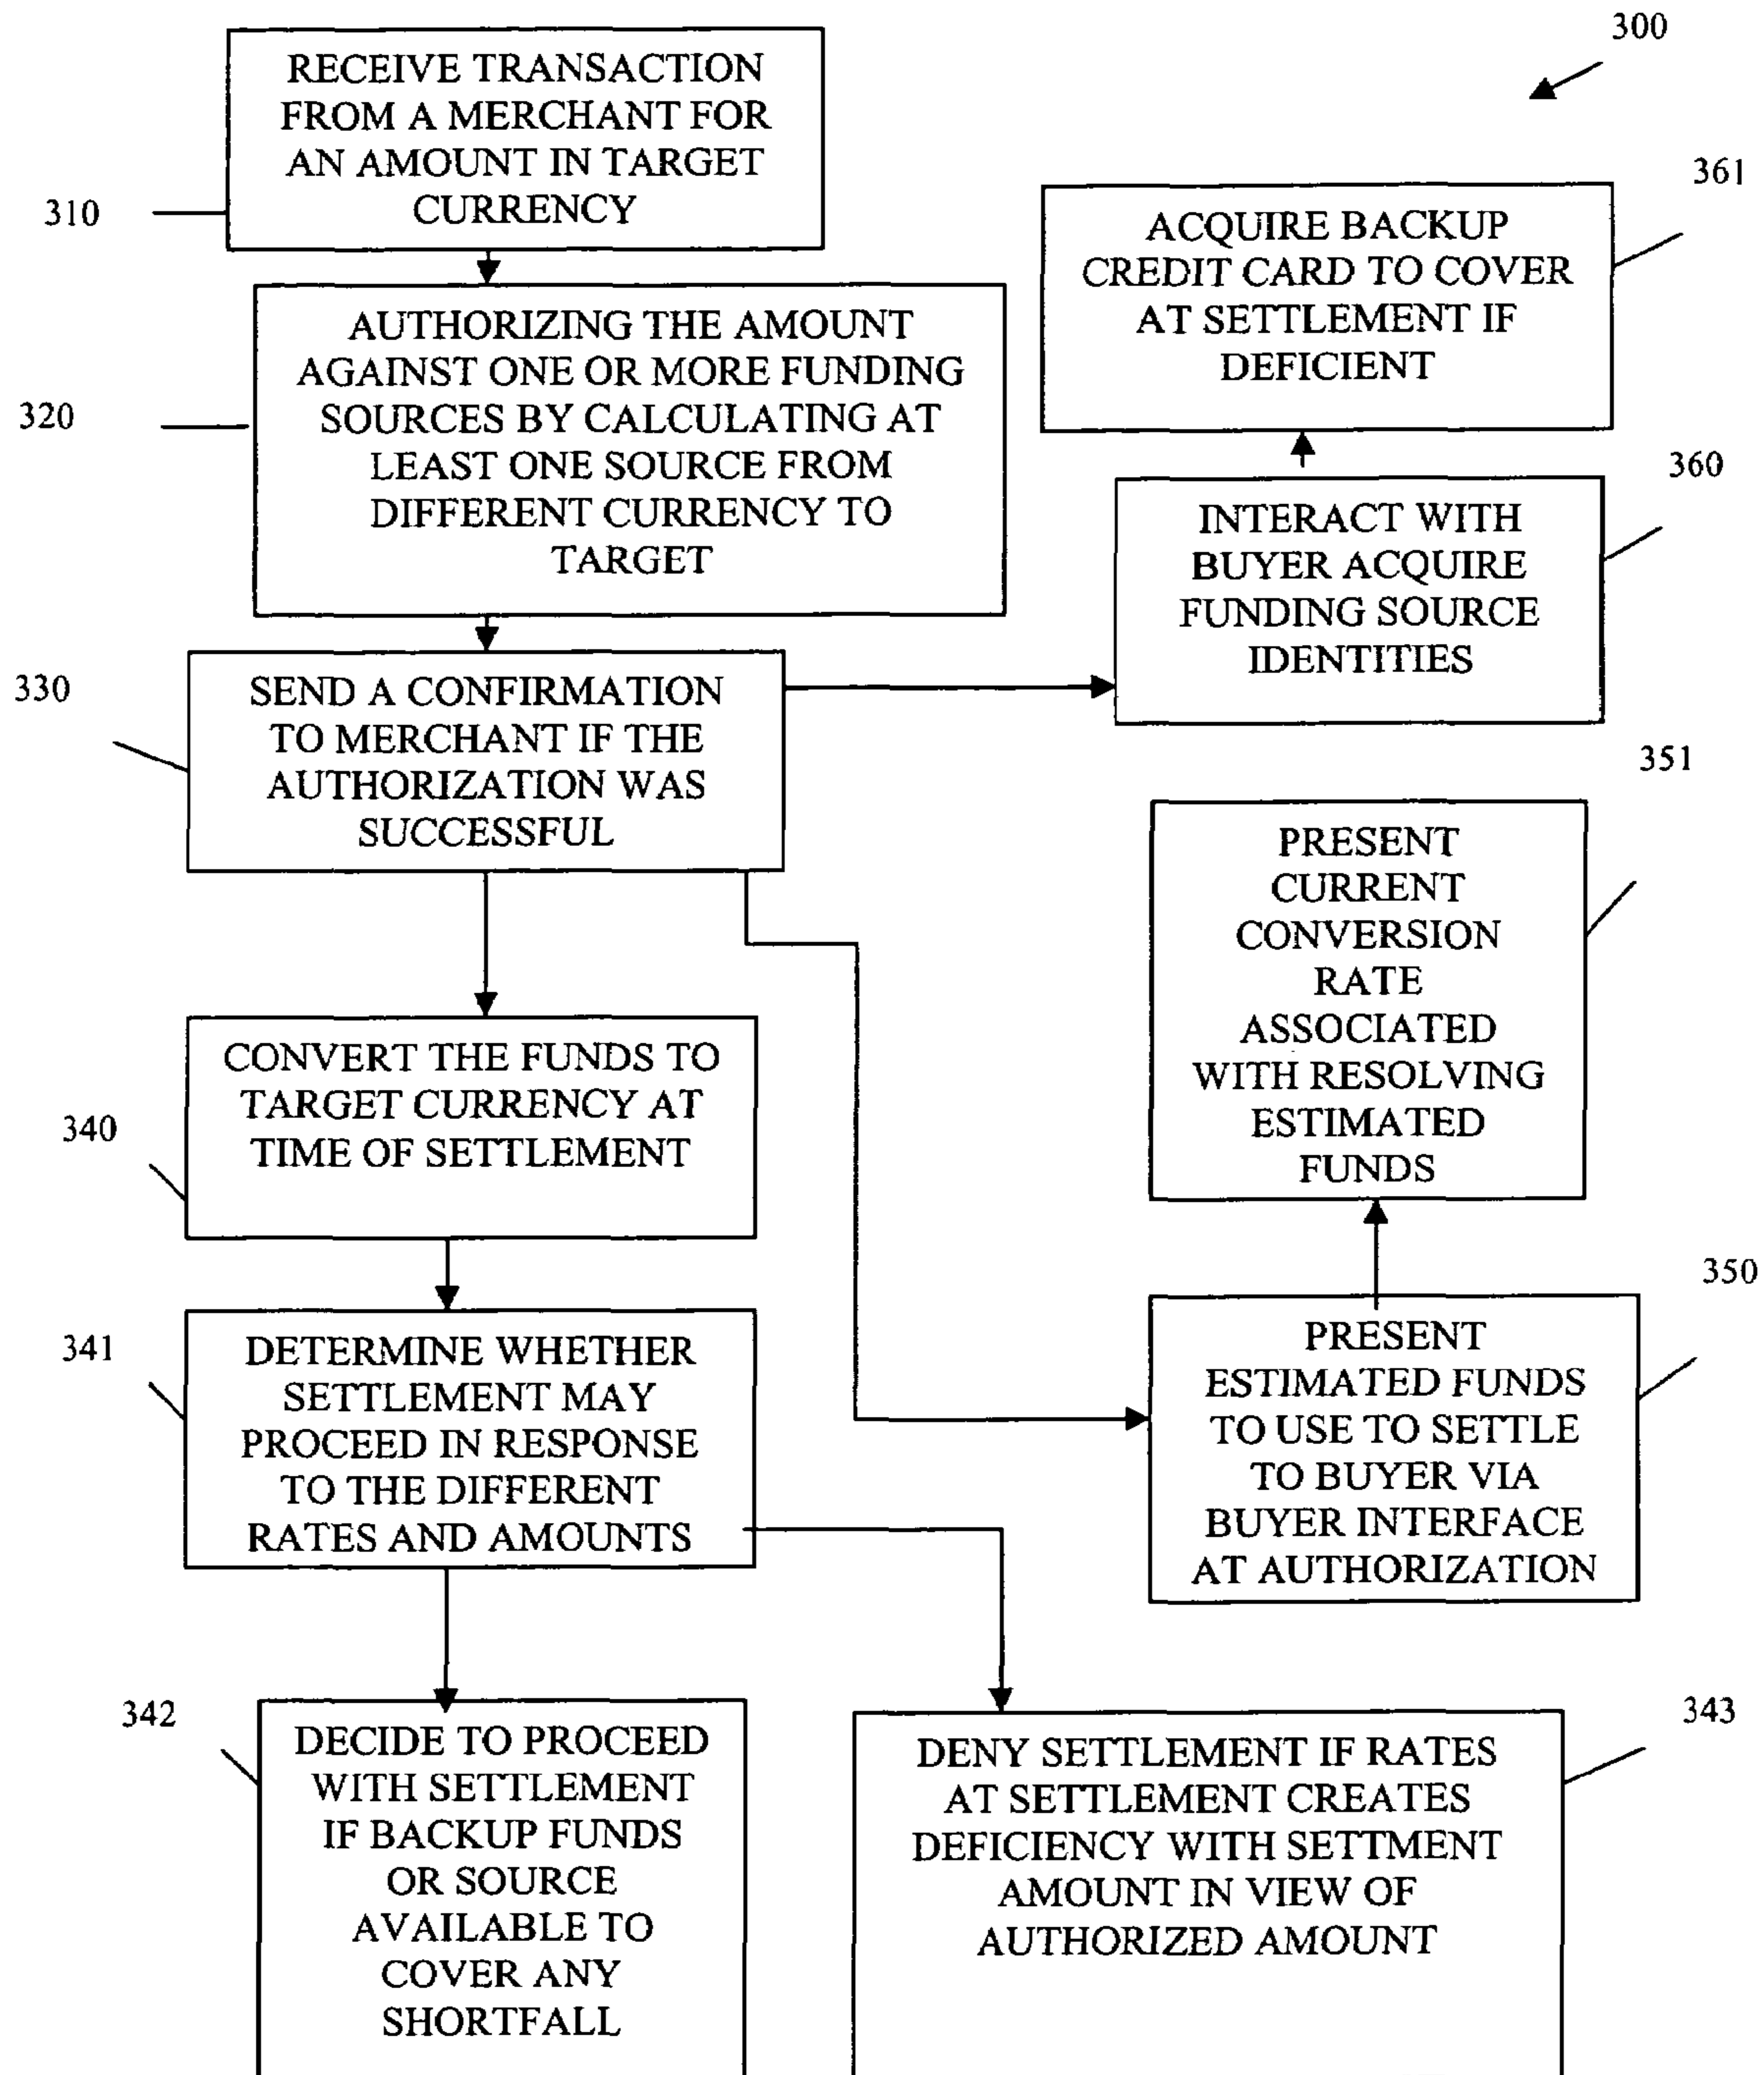 300
RECEIVE TRANSACTION
FROM A MERCHANT FOR
AN AMOUNT IN TARGET
CURRENCY
310
AUTHORIZING THE AMOUNT
AGAINST ONE OR MORE FUNDING
SOURCES BY CALCULATING AT
LEAST ONE SOURCE FROM
DIFFERENT CURRENCY TO
TARGET
320
SEND A CONFIRMATION
TO MERCHANT IF THE
AUTHORIZATION WAS
SUCCESSFUL
330
361
ACQUIRE BACKUP
CREDIT CARD TO COVER
AT SETTLEMENT IF
DEFICIENT
360
INTERACT WITH
BUYER ACQUIRE
FUNDING SOURCE
IDENTITIES
351
PRESENT
CURRENT
CONVERSION
RATE
ASSOCIATED
WITH RESOLVING
ESTIMATED
FUNDS
CONVERT THE FUNDS TO
TARGET CURRENCY AT
TIME OF SETTLEMENT
340
350
PRESENT
ESTIMATED FUNDS
TO USE TO SETTLE
TO BUYER VIA
BUYER INTERFACE
AT AUTHORIZATION
341
DETERMINE WHETHER
SETTLEMENT MAY
PROCEED IN RESPONSE
TO THE DIFFERENT
RATES AND AMOUNTS
342
DECIDE TO PROCEED
WITH SETTLEMENT
IF BACKUP FUNDS
OR SOURCE
AVAILABLE TO
COVER ANY
SHORTFALL
343
DENY SETTLEMENT IF RATES
AT SETTLEMENT CREATES
DEFICIENCY WITH SETTMENT
AMOUNT IN VIEW OF
AUTHORIZED AMOUNT